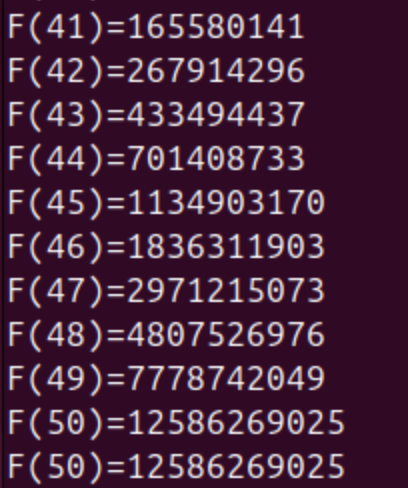 F(41)=165580141
F(42)=267914296
F(43)=433494437
F(44)=701408733
F(45)=1134903170
F(46)=1836311903
F(47)=2971215073
F(48)=4807526976
F(49)=7778742049
F(50)=12586269025
F(50)=12586269025